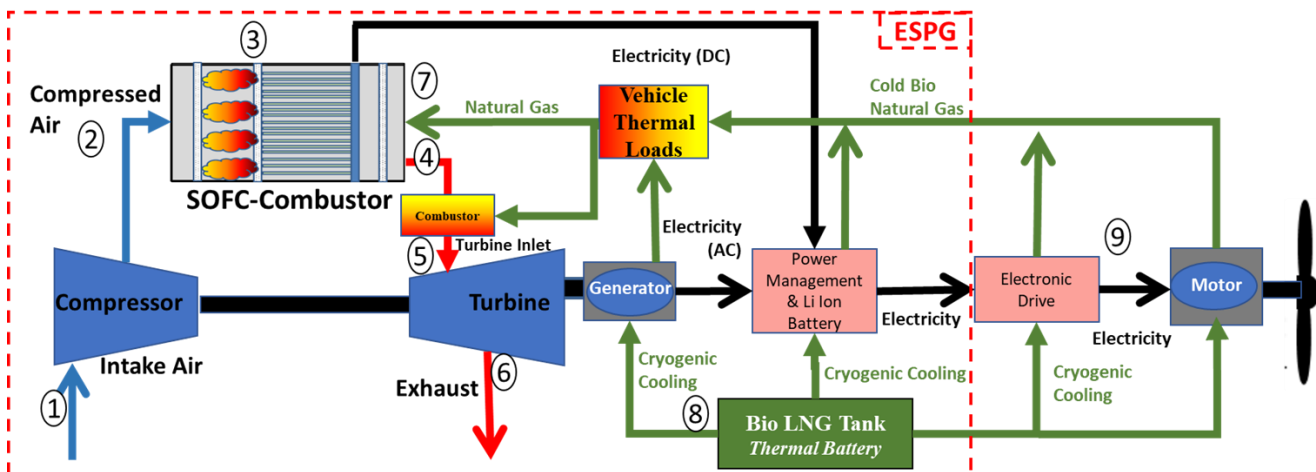 ESPG
③
Electricity (DC)
⑦
Compressed
Air
②
Natural Gas
Vehicle
Thermal
Loads
Cold Bio
Natural Gas
④
SOFC-Combustor
Combustor
Turbine Inlet
Electricity
(AC)
⑤
⑨
Compressor
Turbine
Generator
Power
Management
& Li Ion
Battery
Electronic
Drive
Motor
Electricity
Electricity
Intake Air
①
Exhaust
⑥
Cryogenic
Cooling
Cryogenic Cooling
Cryogenic
Cooling
⑧
Bio LNG Tank
Thermal Battery